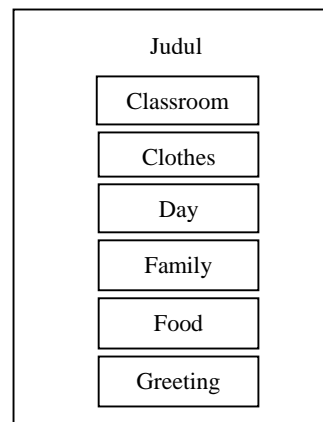 Judul
Classroom
Clothes
Day
Family
Food
Greeting